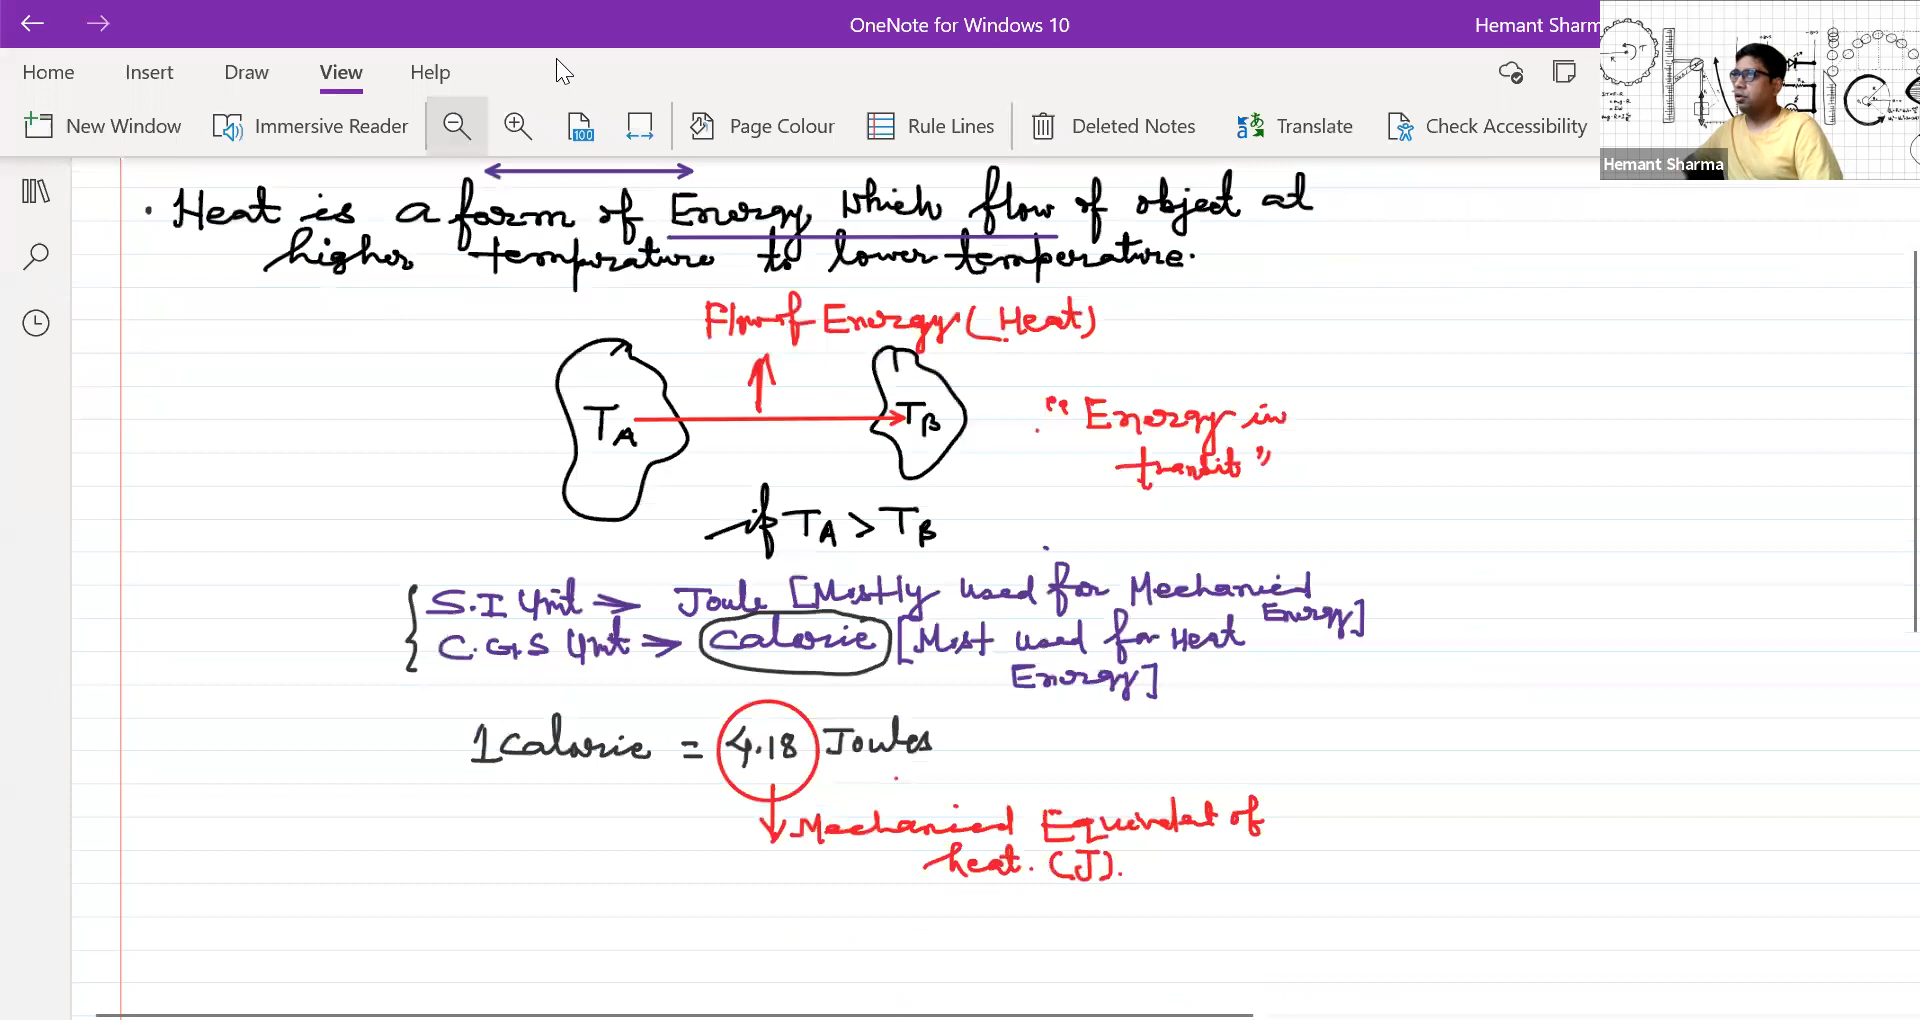 OneNote for Windows 10
Hemant Sharm
Home Insert Draw View Help
New Window Immersive Reader 100 Page Colour Rule Lines Deleted Notes Translate Check Accessibility
Hemant Sharma
• Heat is a form of Energy which flow of object at
higher temperature to lower temperature.
Flow of Energy (Heat)
TA TB
"Energy in
transit"
if TA > TB
S.I Unit → Joule [Mostly used for Mechanical
Energy]
C.G.S Unit → calorie [Most used for Heat
Energy]
1 Calorie = 4.18 Joules
Mechanical Equivalent of
heat. (J).